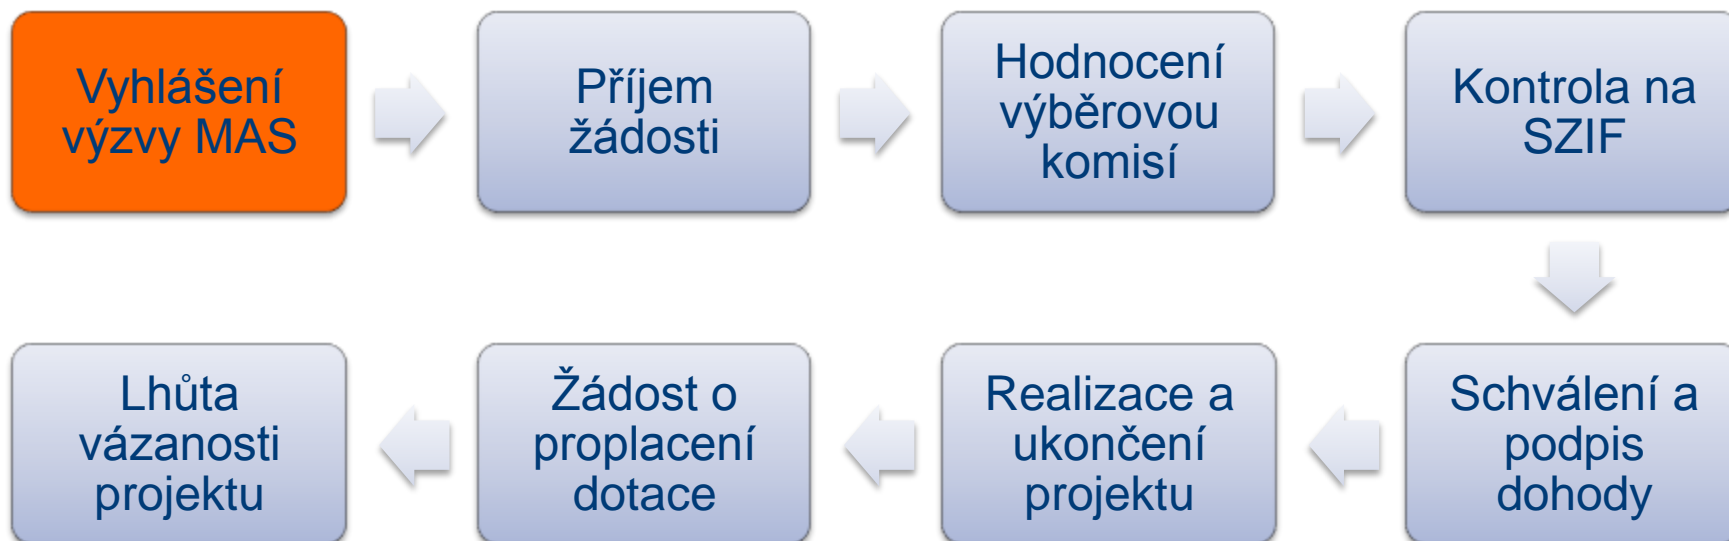 Vyhlášení
výzvy MAS
Příjem
žádosti
Hodnocení
výběrovou
komisí
Kontrola na
SZIF
Schválení a
podpis
dohody
Realizace a
ukončení
projektu
Žádost o
proplacení
dotace
Lhůta
vázanosti
projektu